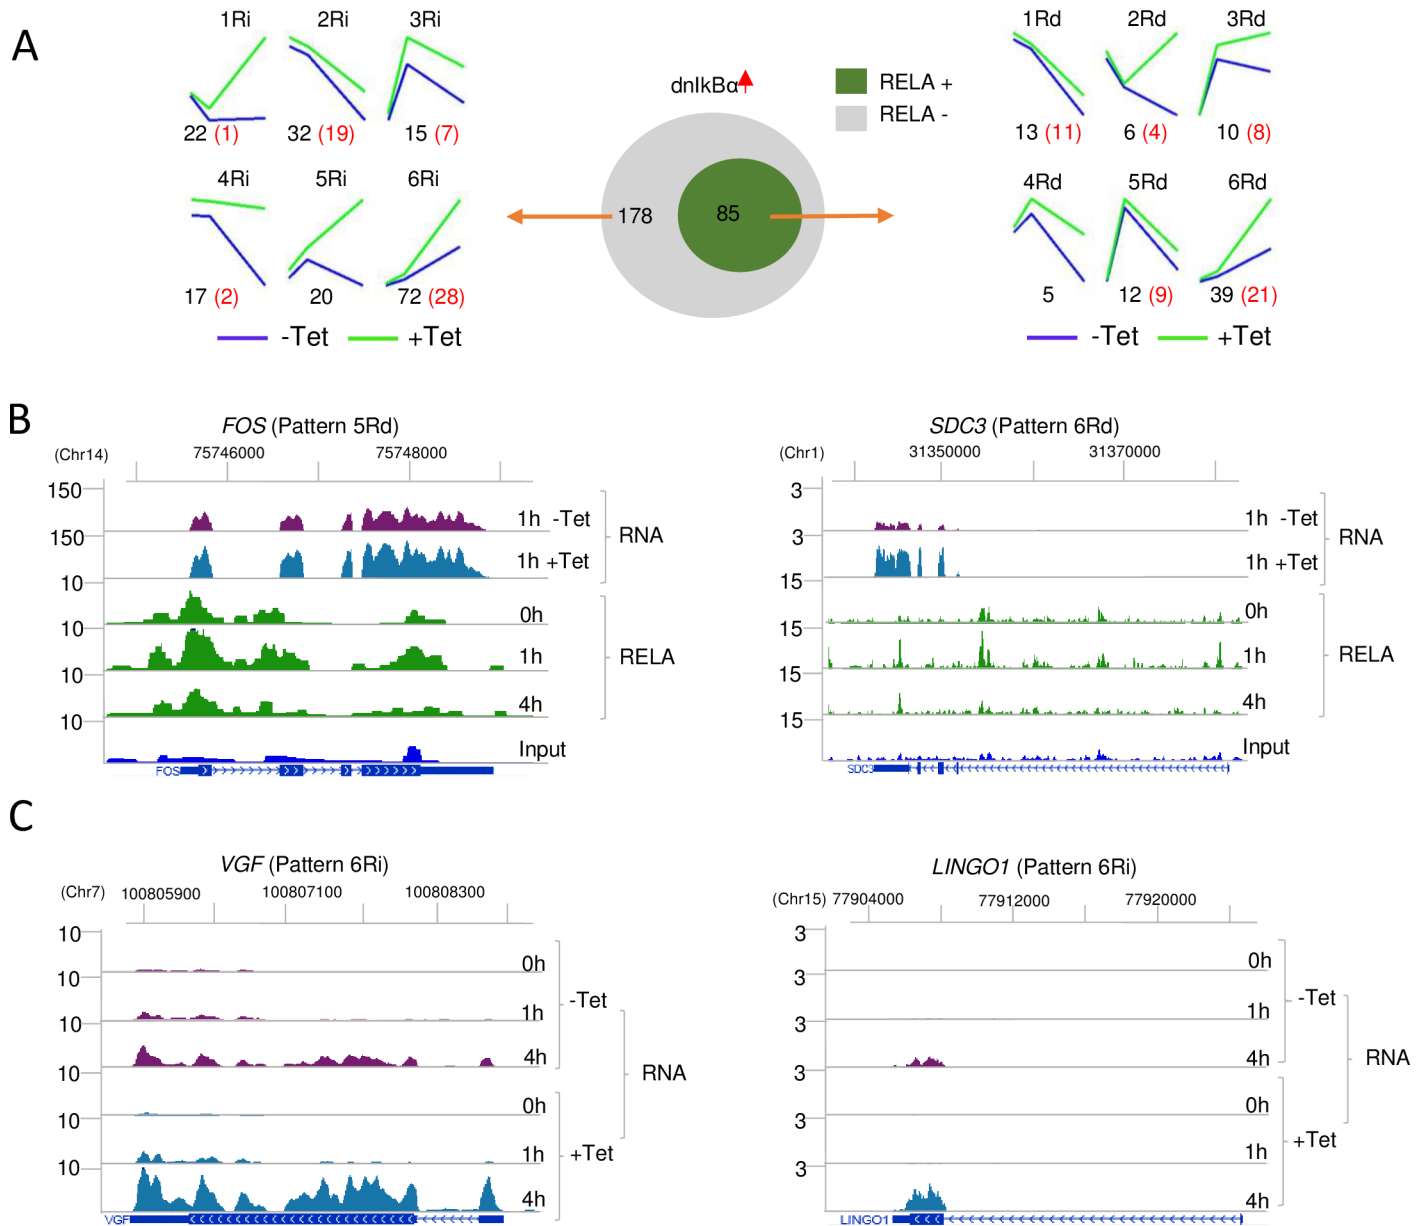 A
1Ri 2Ri 3Ri
22 (1) 32 (19) 15 (7)
4Ri 5Ri 6Ri
17 (2) 20 72 (28)
-Tet +Tet
dnIkBα
RELA +
RELA -
178 85
1Rd 2Rd 3Rd
13 (11) 6 (4) 10 (8)
4Rd 5Rd 6Rd
5 12 (9) 39 (21)
-Tet +Tet
B
FOS (Pattern 5Rd)
(Chr14) 75746000 75748000
150
1h -Tet
150
1h +Tet
RNA
10
0h
10
1h
RELA
10
4h
10
Input
FOS
SDC3 (Pattern 6Rd)
(Chr1) 31350000 31370000
3
1h -Tet
3
1h +Tet
RNA
15
0h
15
1h
RELA
15
4h
15
Input
SDC3
C
VGF (Pattern 6Ri)
(Chr7) 100805900 100807100 100808300
10
0h
10
1h
-Tet
10
4h
RNA
10
0h
10
1h
+Tet
10
4h
VGF
LINGO1 (Pattern 6Ri)
(Chr15) 77904000 77912000 77920000
3
0h
3
1h
-Tet
3
4h
RNA
3
0h
3
1h
+Tet
3
4h
LINGO1